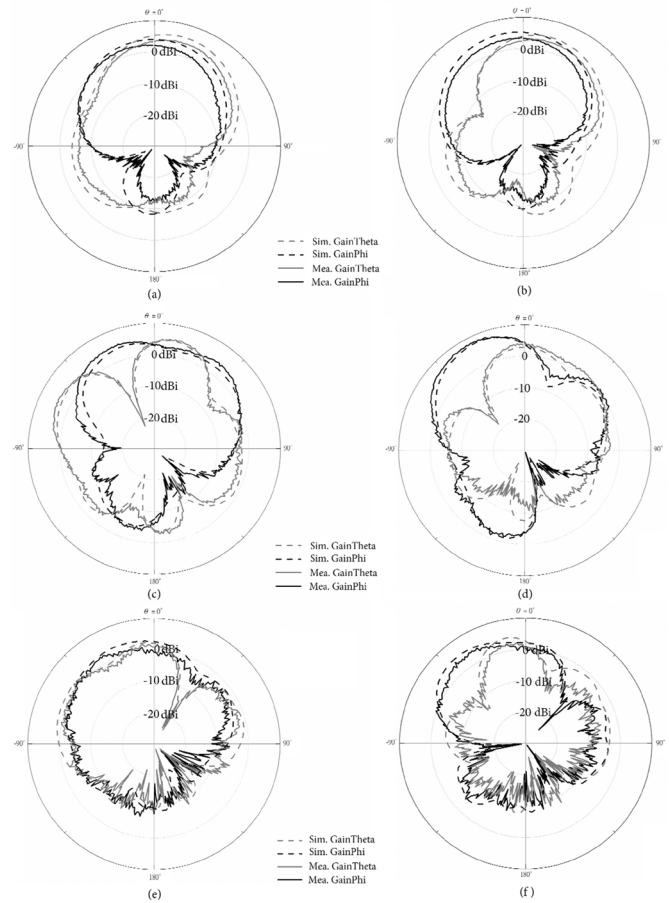 θ = 0°
0 dBi
-10 dBi
-20 dBi
-90°
90°
180°
(a)
θ = 0°
0 dBi
-10 dBi
-20 dBi
-90°
90°
180°
(b)
Sim. GainTheta
Sim. GainPhi
Mea. GainTheta
Mea. GainPhi
θ = 0°
0 dBi
-10 dBi
-20 dBi
-90°
90°
180°
(c)
θ = 0°
0
-10
-20
-90°
90°
180°
(d)
Sim. GainTheta
Sim. GainPhi
Mea. GainTheta
Mea. GainPhi
θ = 0°
0 dBi
-10 dBi
-20 dBi
-90°
90°
180°
(e)
θ = 0°
0 dBi
-10 dBi
-20 dBi
-90°
90°
180°
(f)
Sim. GainTheta
Sim. GainPhi
Mea. GainTheta
Mea. GainPhi